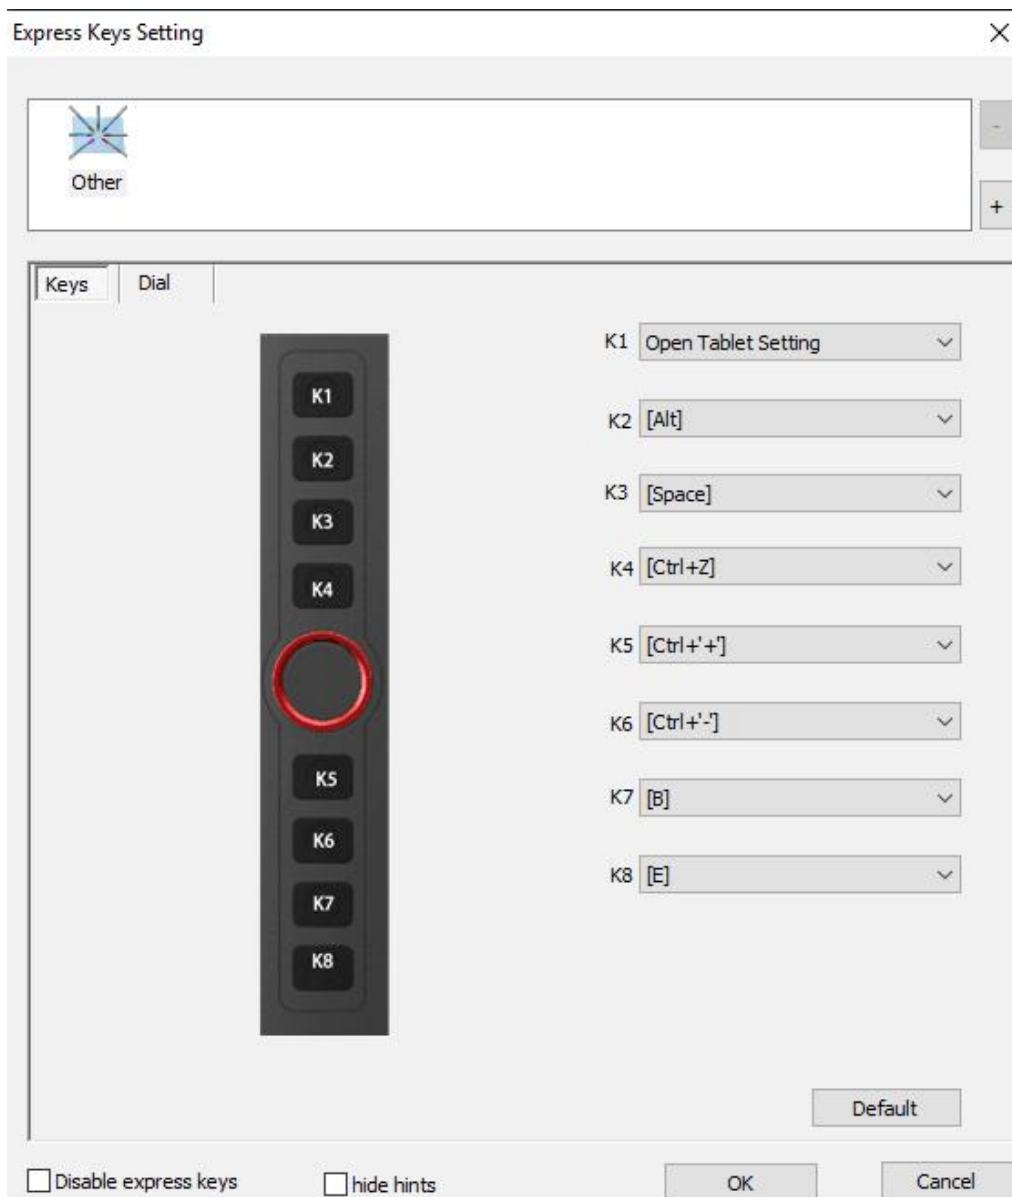 Express Keys Setting
-
Other
+
Keys Dial
K1
K2
K3
K4
K5
K6
K7
K8
K1 Open Tablet Setting
K2 [Alt]
K3 [Space]
K4 [Ctrl+Z]
K5 [Ctrl+'+']
K6 [Ctrl+'-']
K7 [B]
K8 [E]
Default
Disable express keys hide hints OK Cancel